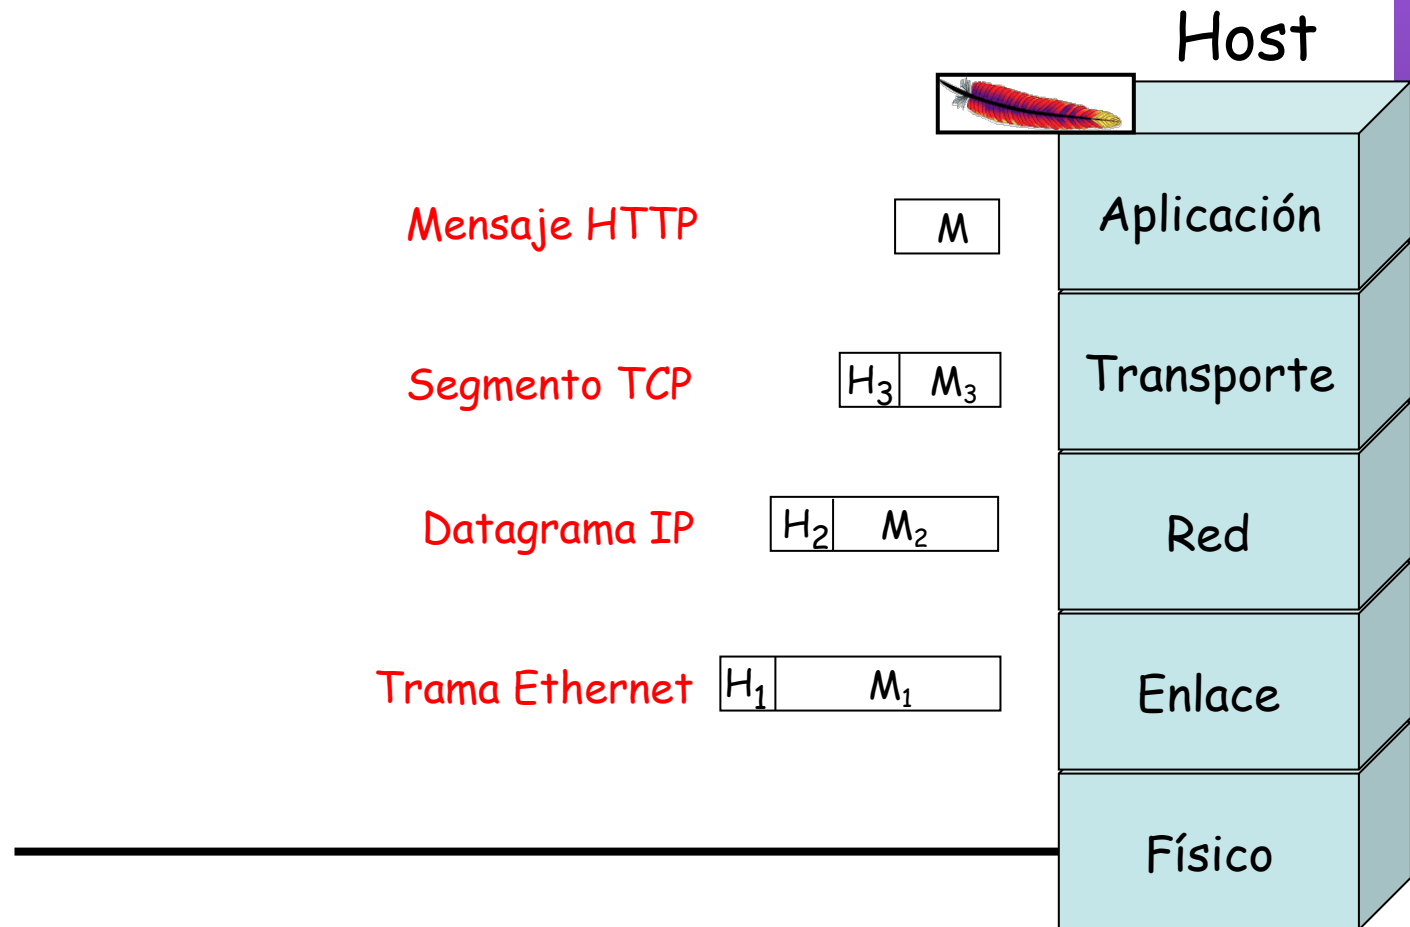 Host
Mensaje HTTP M Aplicación
Segmento TCP H₃ M₃ Transporte
Datagrama IP H₂ M₂ Red
Trama Ethernet H₁ M₁ Enlace
Físico